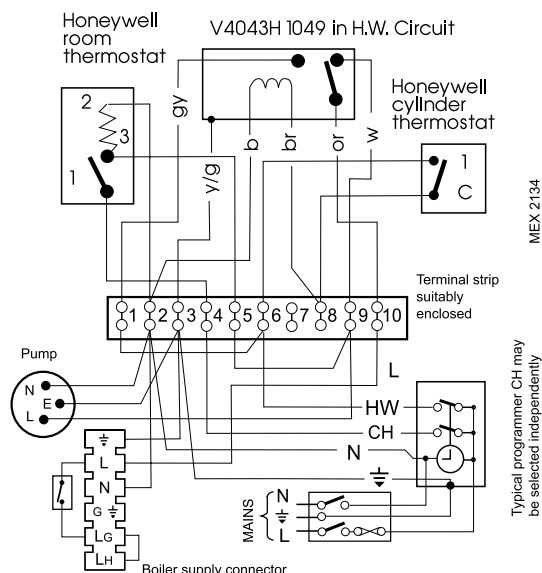 Honeywell
room
thermostat
V4043H 1049 in H.W. Circuit
Honeywell
cylinder
thermostat
2
3
1
gy
y/g
b
br
or
w
1
C
MEX 2134
1 2 3 4 5 6 7 8 9 10
Terminal strip
suitably
enclosed
Pump
N
E
L
L
HW
CH
N
Typical programmer CH may
be selected independently
L
N
G
LG
LH
MAINS
N
L
Boiler supply connector